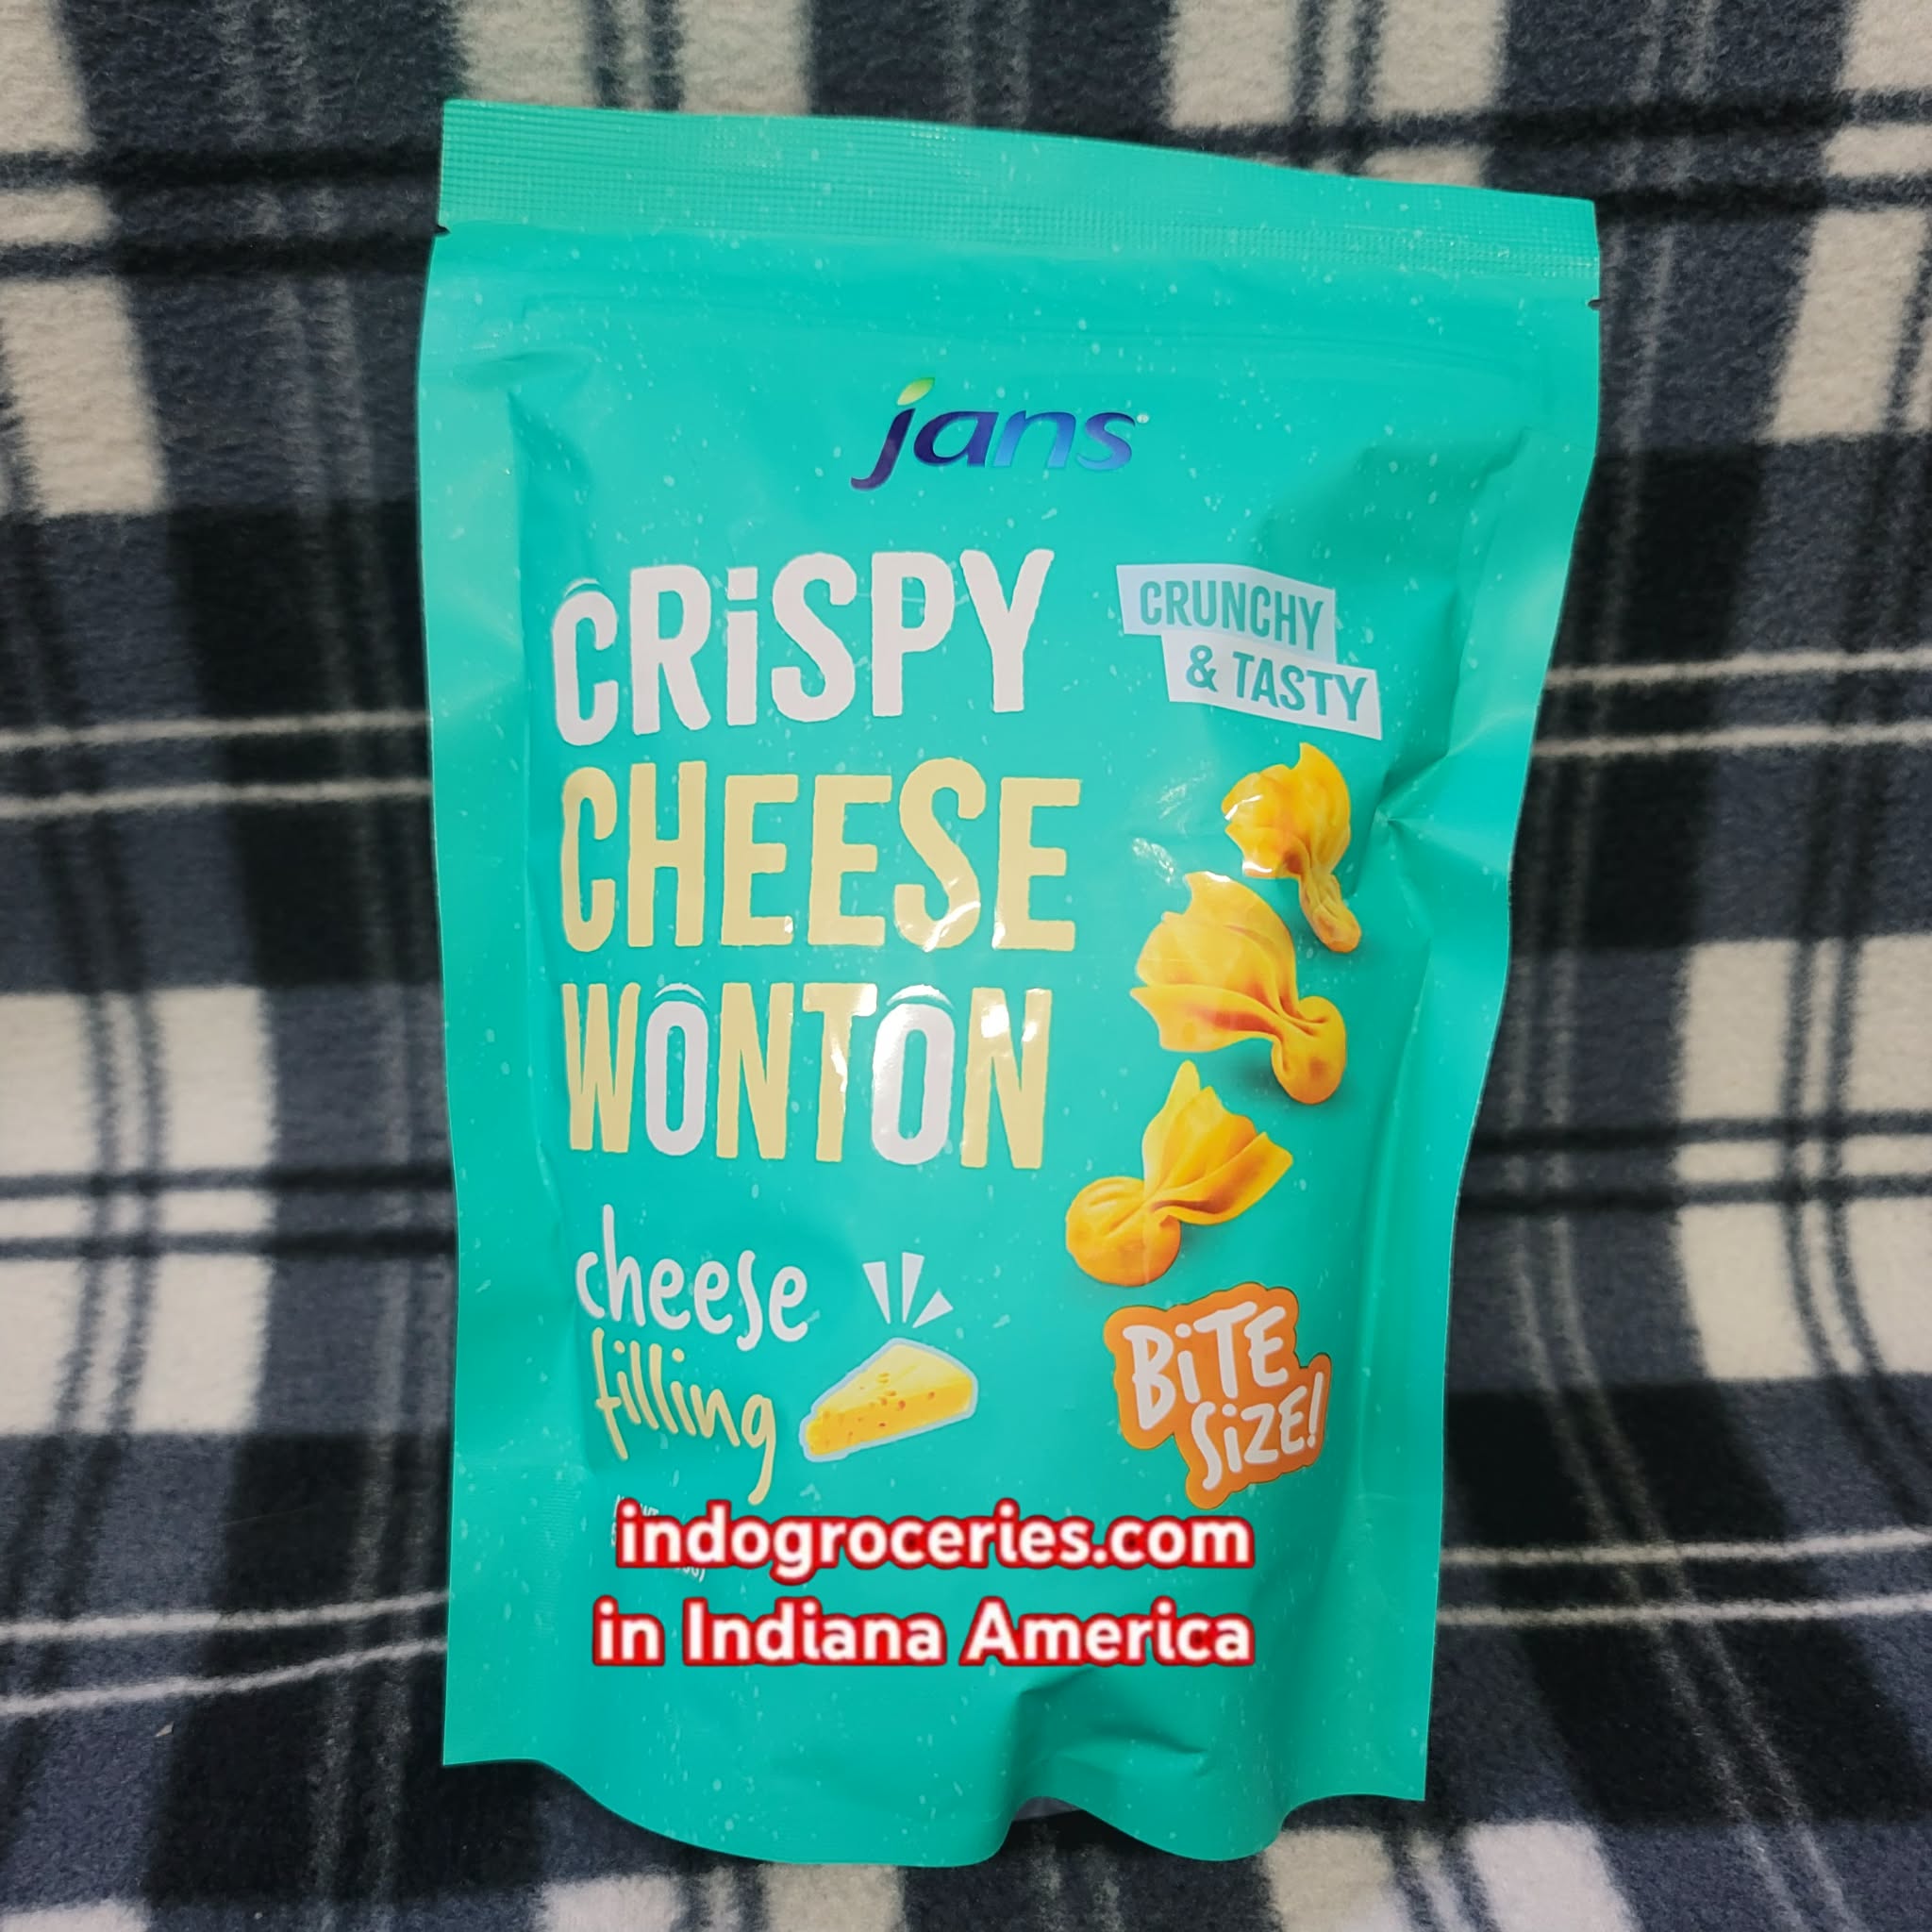 jans
CRiSPY
CRUNCHY
& TASTY
CHEESE
WONTON
cheese
filling
BiTE
SiZE!
indogroceries.com
in Indiana America